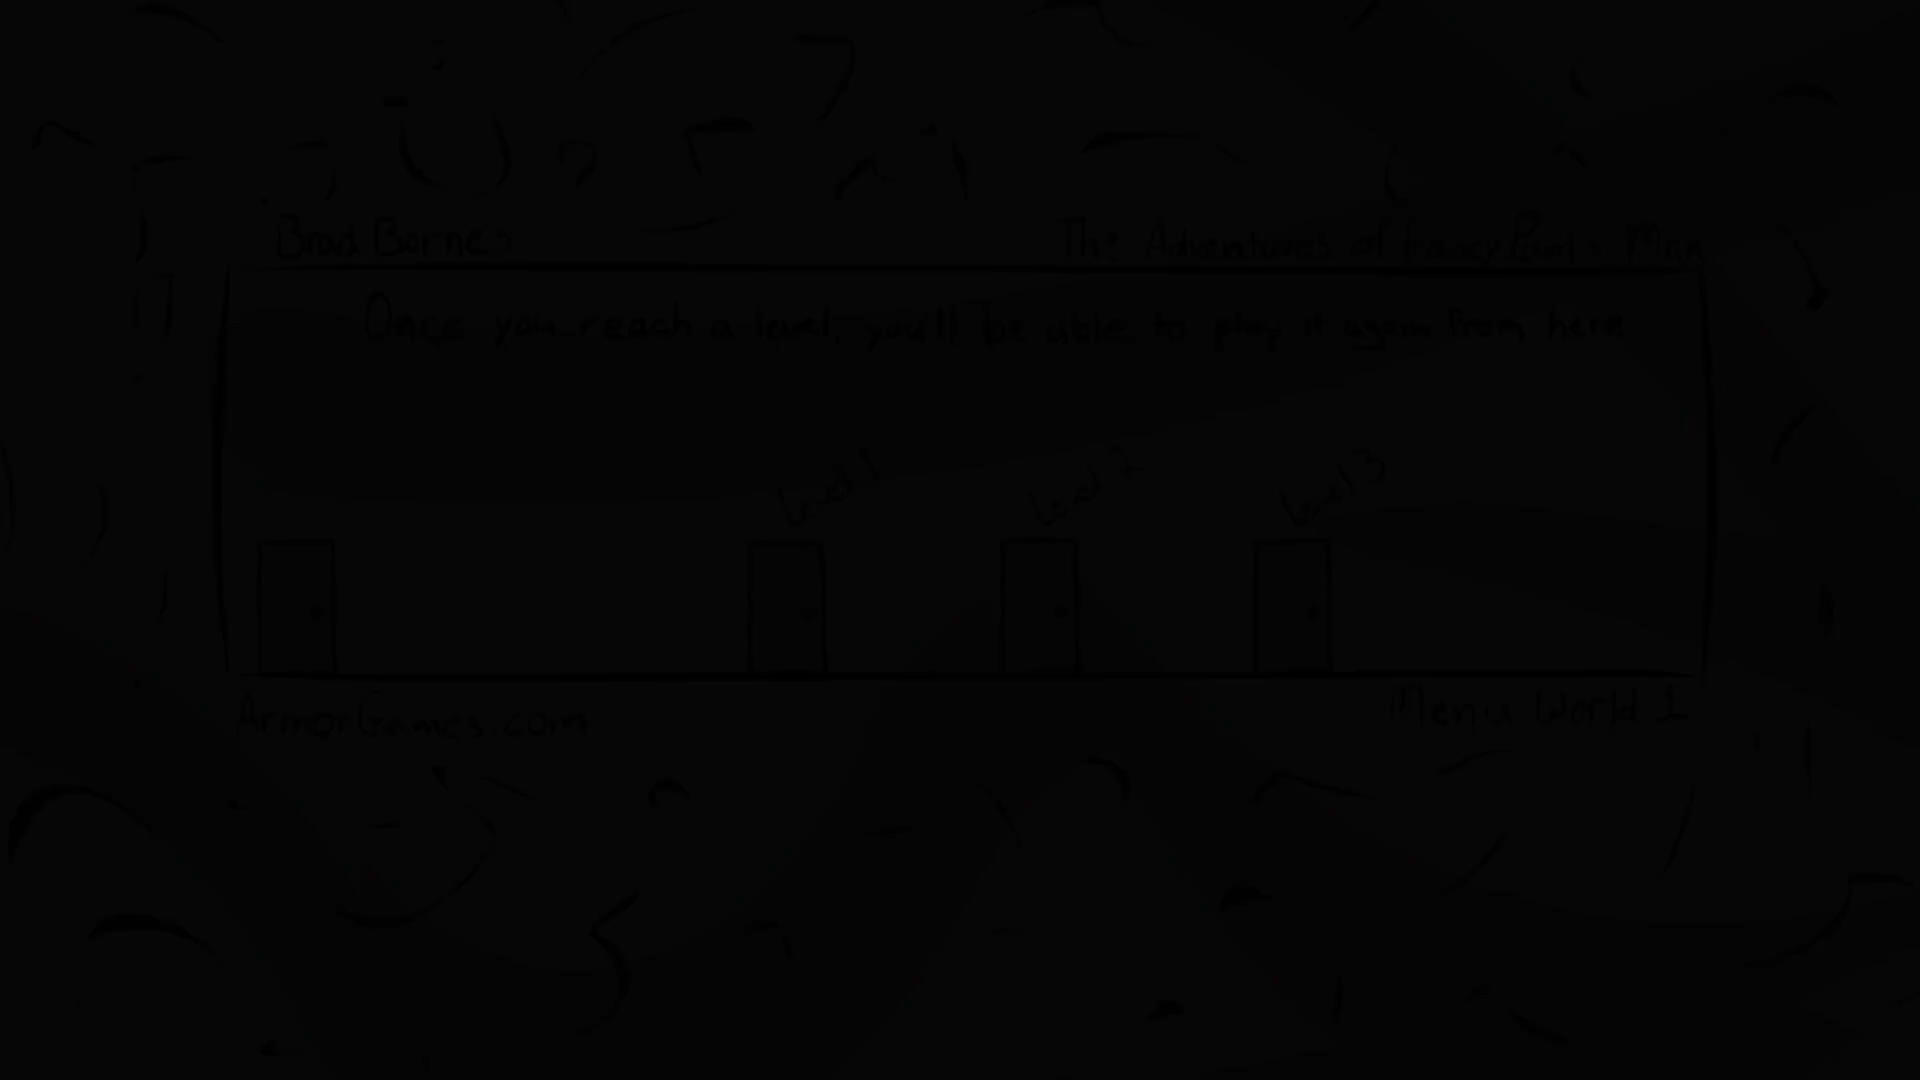 Brad Borne
The Adventures of Fancy Pants Man
Once you reach a level, you'll be able to play it again from here
Level 1
Level 2
Level 3
ArmorGames.com
Menu World 1